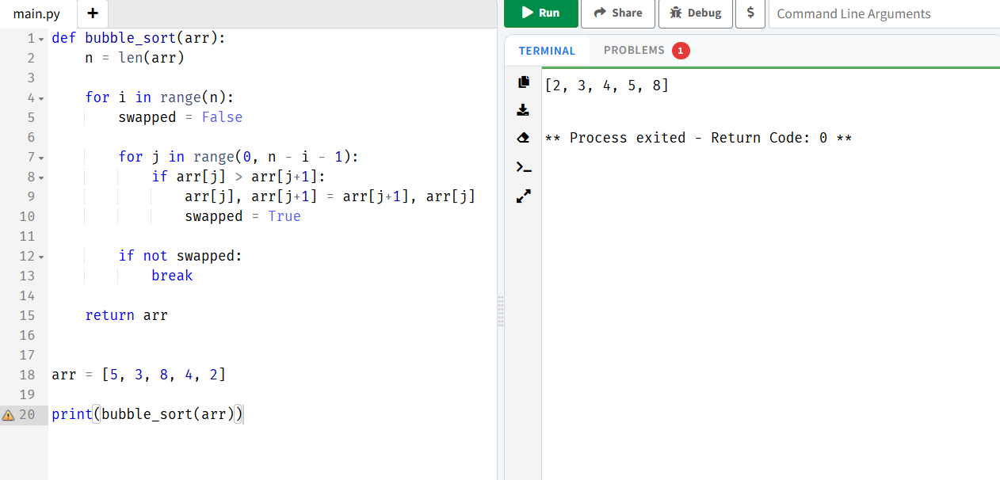 main.py +
Run Share Debug $ Command Line Arguments
TERMINAL PROBLEMS 1
1 def bubble_sort(arr):
2     n = len(arr)
3
4     for i in range(n):
5         swapped = False
6
7         for j in range(0, n - i - 1):
8             if arr[j] > arr[j+1]:
9                 arr[j], arr[j+1] = arr[j+1], arr[j]
10                 swapped = True
11
12         if not swapped:
13             break
14
15     return arr
16
17
18 arr = [5, 3, 8, 4, 2]
19
20 print(bubble_sort(arr))
[2, 3, 4, 5, 8]
** Process exited - Return Code: 0 **
>_